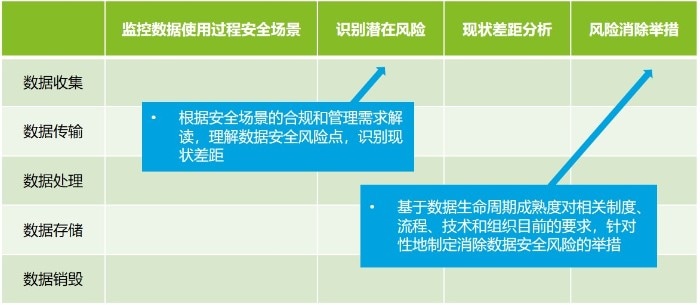 监控数据使用过程安全场景 识别潜在风险 现状差距分析 风险消除举措
数据收集
数据传输
• 根据安全场景的合规和管理需求解
读，理解数据安全风险点，识别现
状差距
数据处理
• 基于数据生命周期成熟度对相关制度、
流程、技术和组织目前的要求，针对
性地制定消除数据安全风险的举措
数据存储
数据销毁